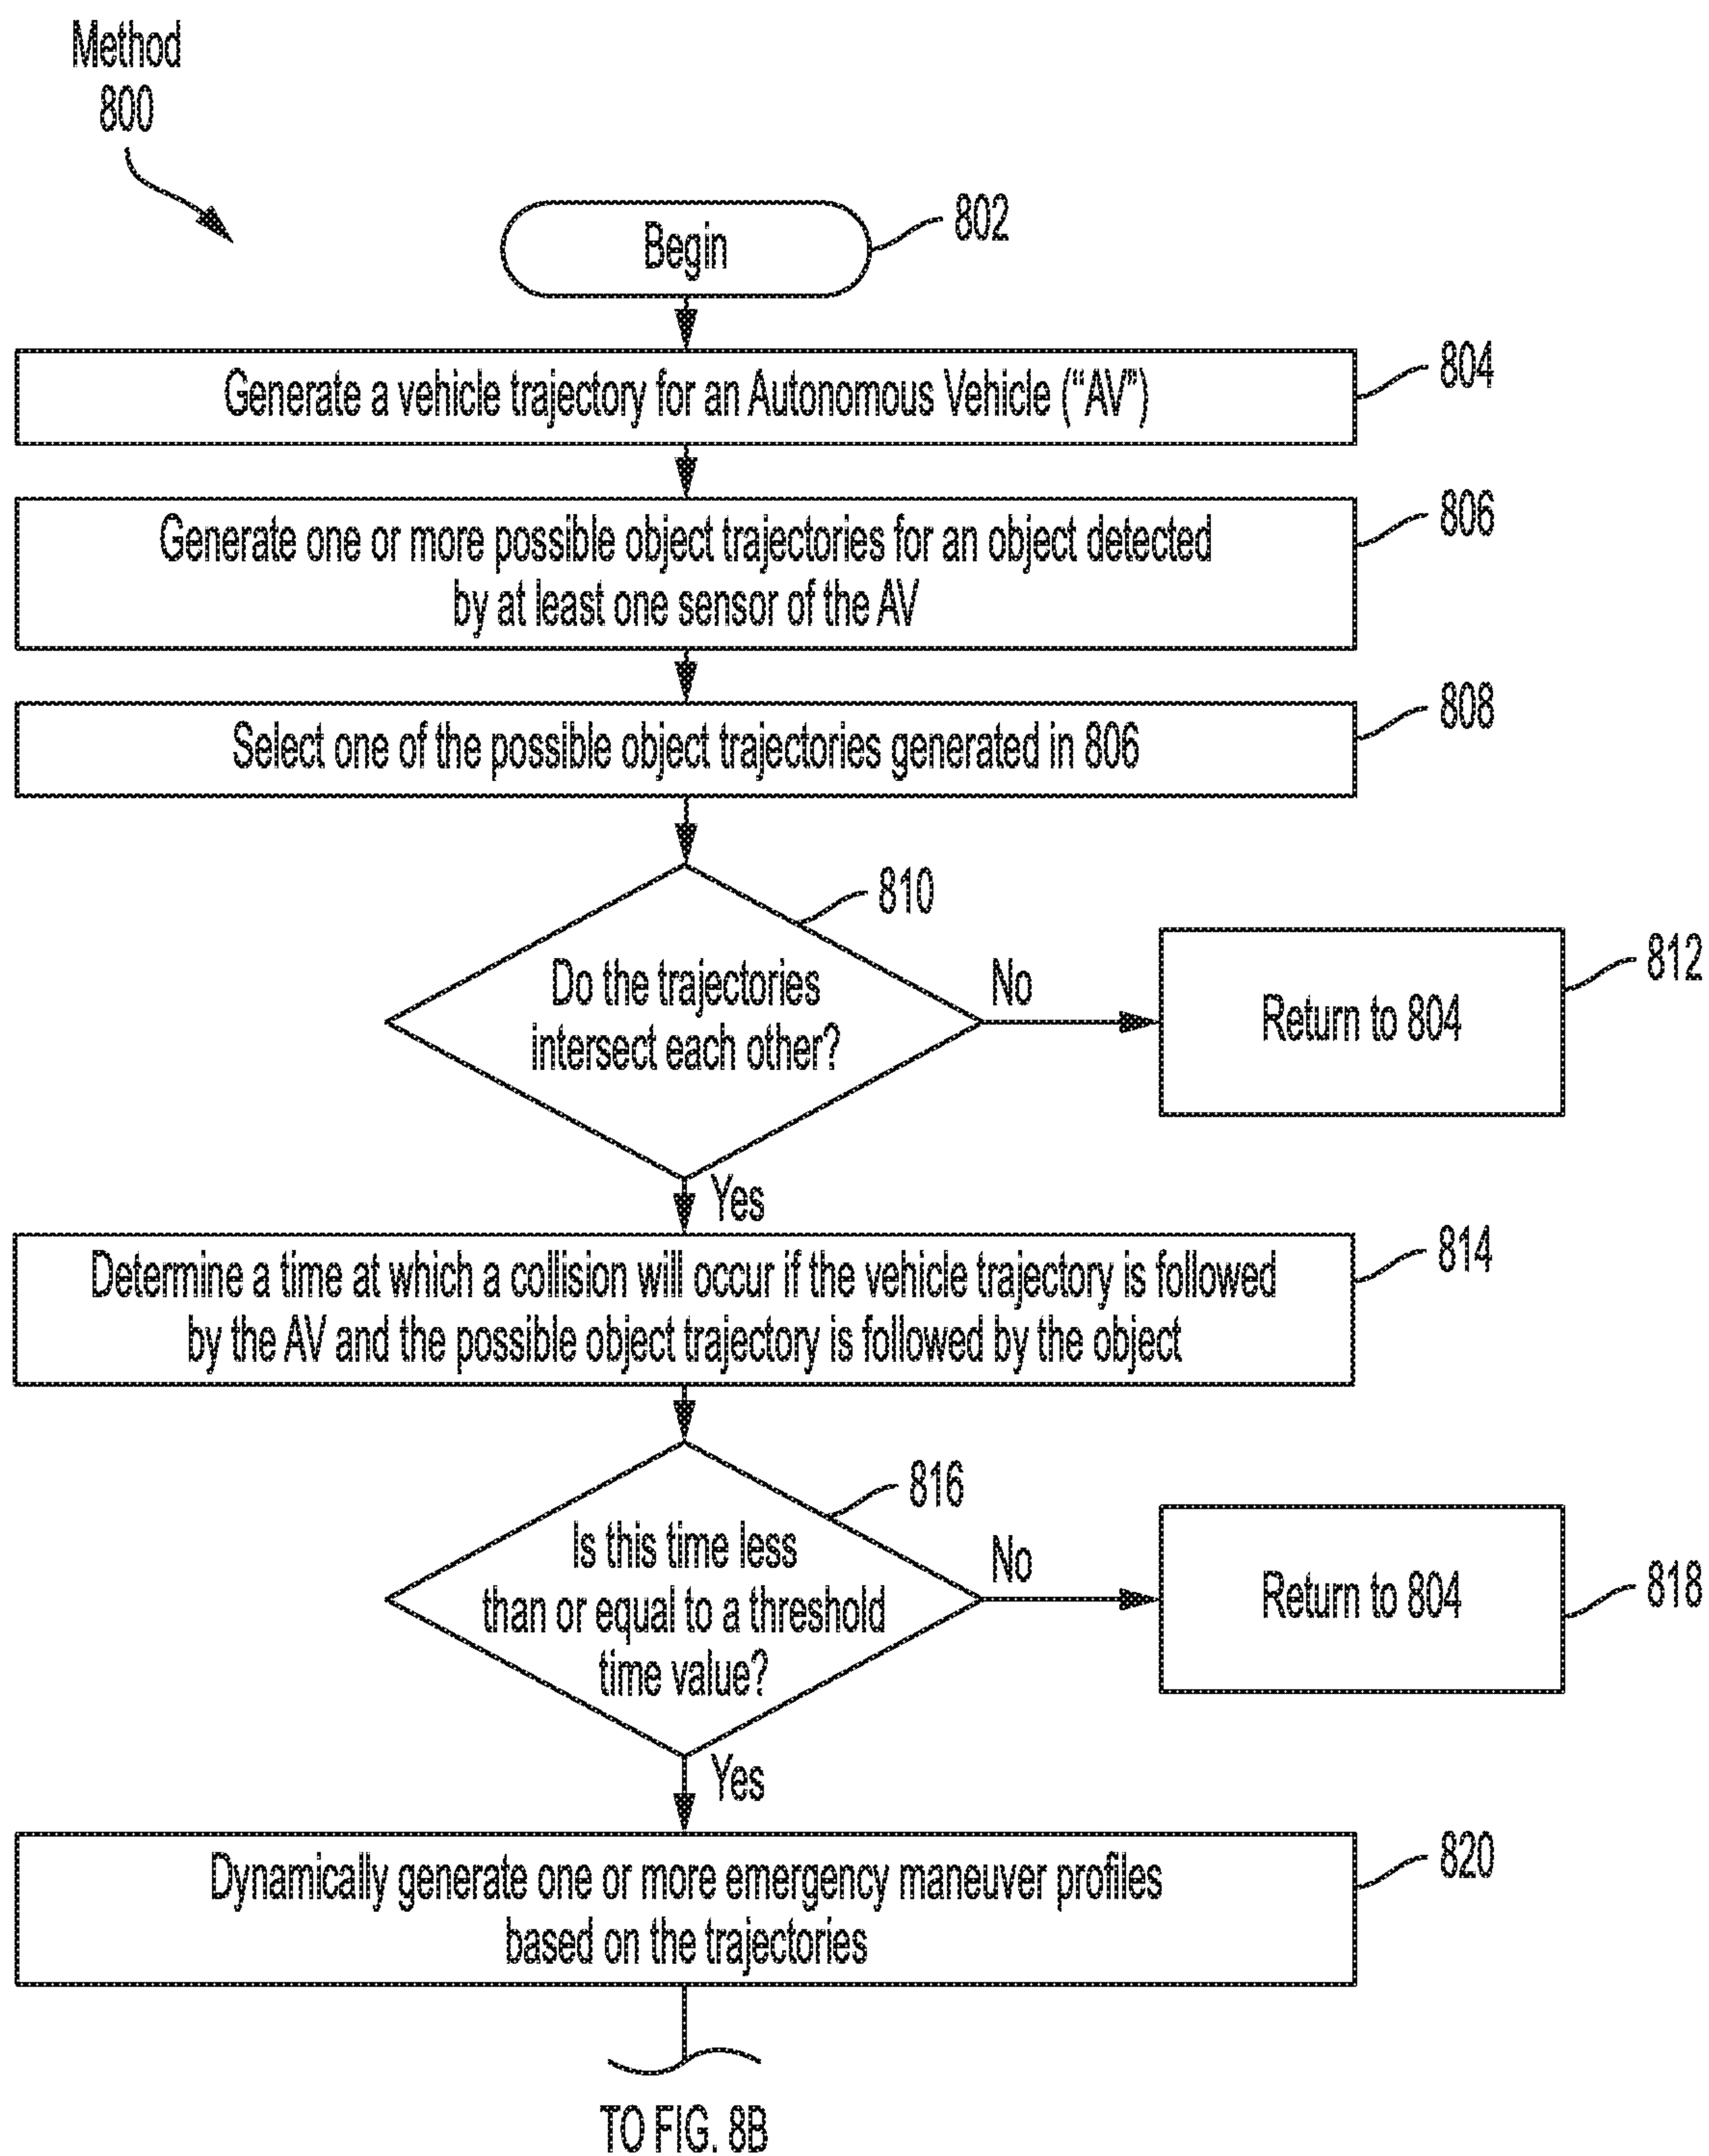 Method
800
Begin
802
Generate a vehicle trajectory for an Autonomous Vehicle (“AV”)
804
Generate one or more possible object trajectories for an object detected
by at least one sensor of the AV
806
Select one of the possible object trajectories generated in 806
808
810
Do the trajectories
intersect each other?
No
Return to 804
812
Yes
Determine a time at which a collision will occur if the vehicle trajectory is followed
by the AV and the possible object trajectory is followed by the object
814
816
Is this time less
than or equal to a threshold
time value?
No
Return to 804
818
Yes
Dynamically generate one or more emergency maneuver profiles
based on the trajectories
820
TO FIG. 8B